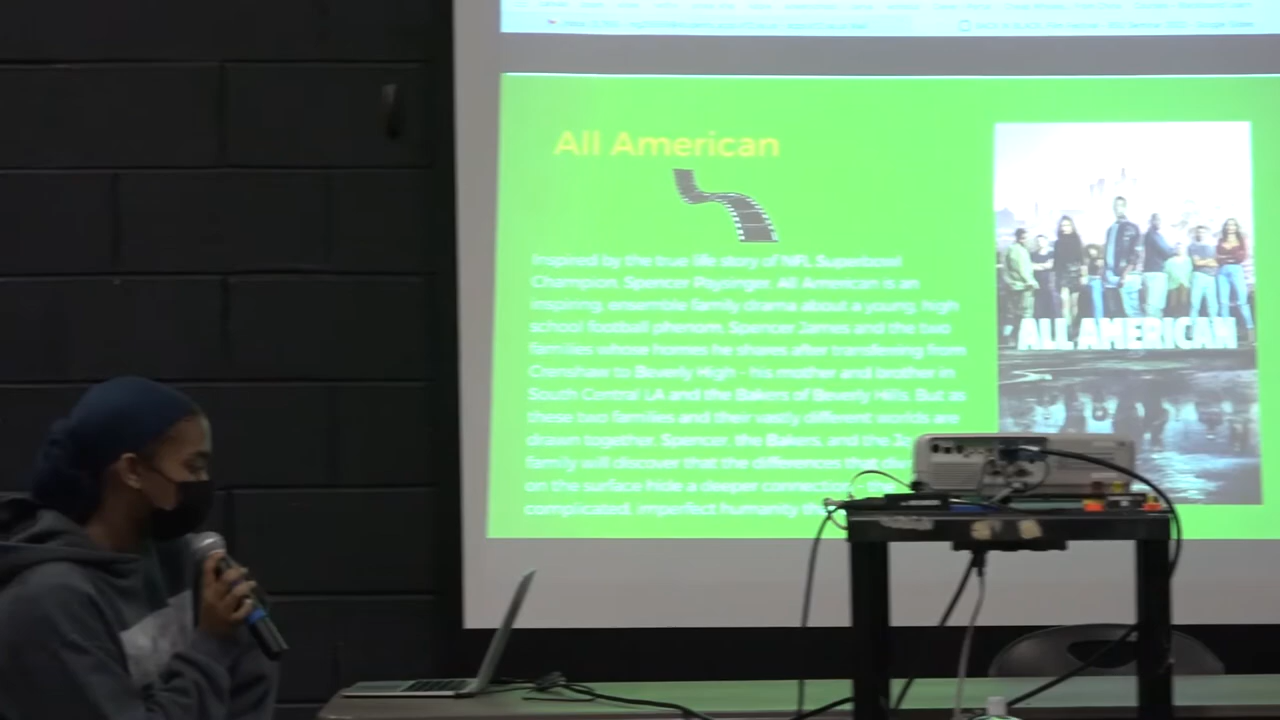 All American
Inspired by the true life story of NFL Superbowl
Champion, Spencer Paysinger, All American is an
inspiring, ensemble family drama about a young, high
school football phenom, Spencer James and the two
families whose homes he shares after transferring from
Crenshaw to Beverly High - his mother and brother in
South Central LA and the Bakers of Beverly Hills. But as
these two families and their vastly different worlds are
drawn together, Spencer, the Bakers, and the
family will discover that the differences that
on the surface hide a deeper connection:
complicated, imperfect humanity
ALL AMERICAN